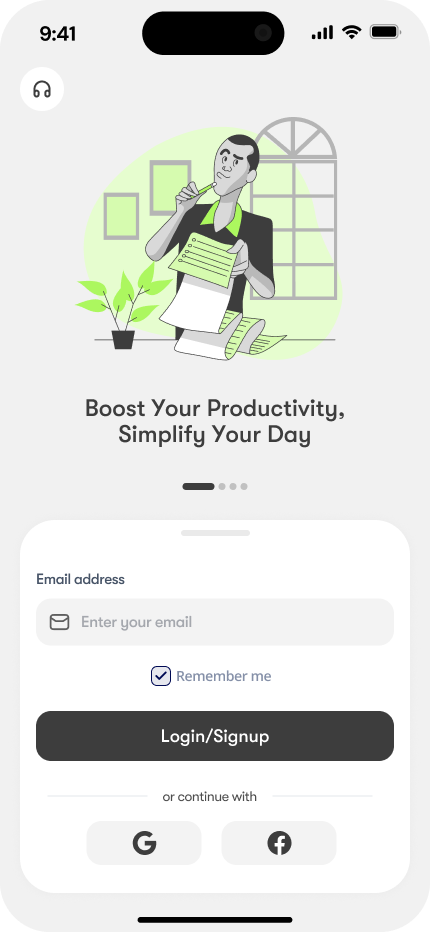 9:41
Boost Your Productivity,
Simplify Your Day
Email address
Enter your email
Remember me
Login/Signup
or continue with